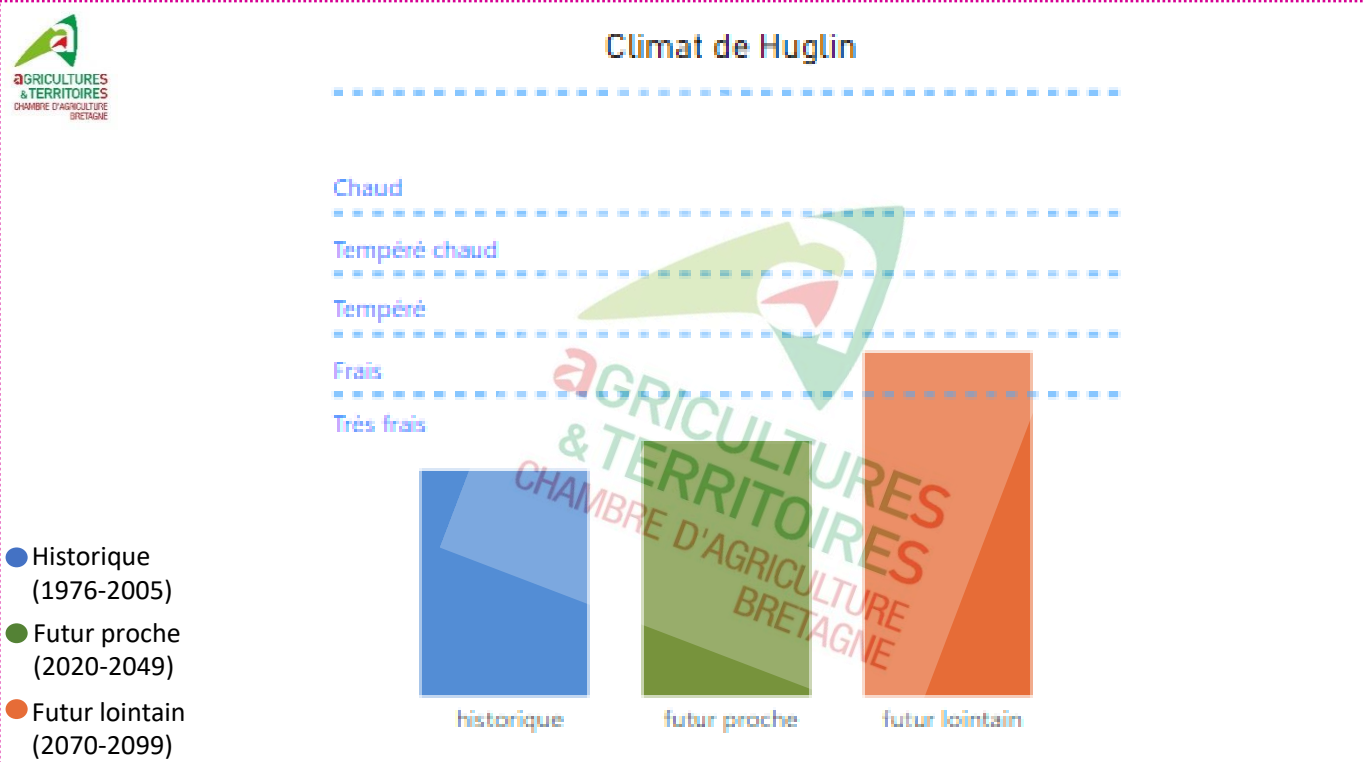 aGRICULTURES
& TERRITOIRES
CHAMBRE D'AGRICULTURE
BRETAGNE
Climat de Huglin
Chaud
Tempéré chaud
Tempéré
Frais
Très frais
aGRICULTURES
& TERRITOIRES
CHAMBRE D'AGRICULTURE
BRETAGNE
Historique
(1976-2005)
Futur proche
(2020-2049)
Futur lointain
(2070-2099)
historique
futur proche
futur lointain